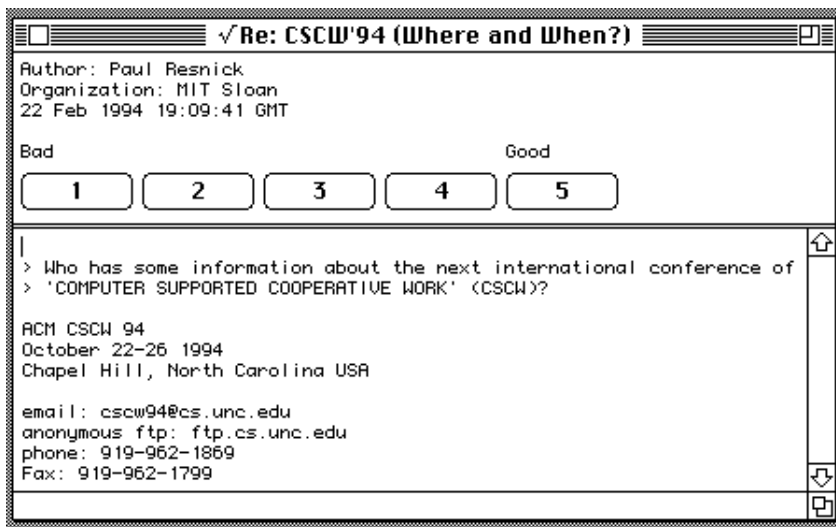 √Re: CSCW'94 (Where and When?)
Author: Paul Resnick
Organization: MIT Sloan
22 Feb 1994 19:09:41 GMT
Bad Good
1 2 3 4 5
> Who has some information about the next international conference of
> 'COMPUTER SUPPORTED COOPERATIVE WORK' (CSCW)?
ACM CSCW 94
October 22-26 1994
Chapel Hill, North Carolina USA
email: cscw94@cs.unc.edu
anonymous ftp: ftp.cs.unc.edu
phone: 919-962-1869
Fax: 919-962-1799